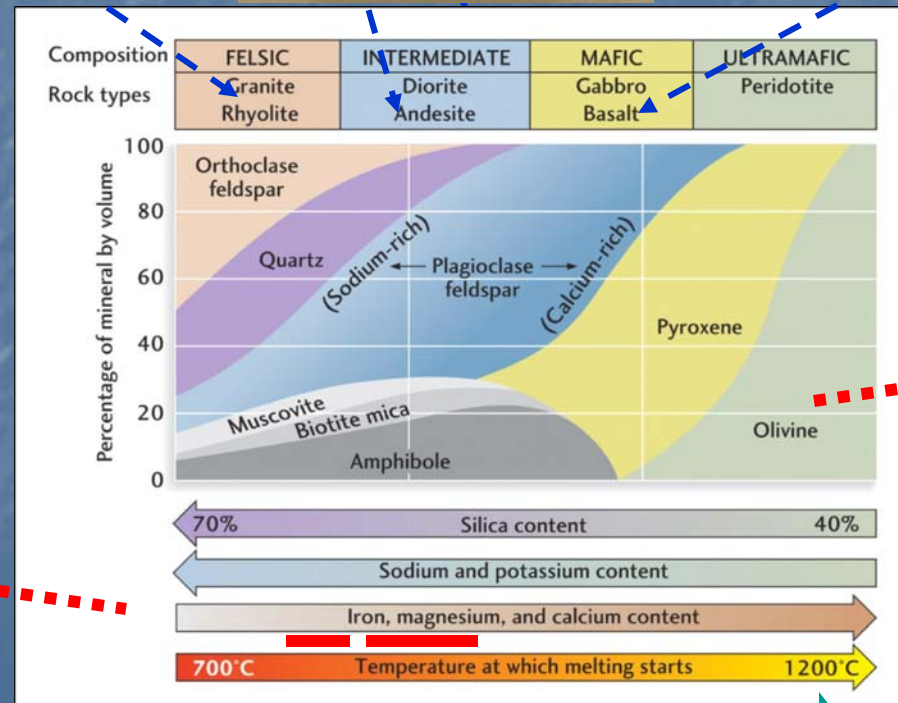 Composition FELSIC INTERMEDIATE MAFIC ULTRAMAFIC
Rock types Granite Diorite Gabbro Peridotite
Rhyolite Andesite Basalt
Percentage of mineral by volume
100
80
60
40
20
0
Orthoclase
feldspar
Quartz
(Sodium-rich)
Plagioclase
feldspar
(Calcium-rich)
Pyroxene
Muscovite
Biotite mica
Amphibole
Olivine
70% Silica content 40%
Sodium and potassium content
Iron, magnesium, and calcium content
700°C Temperature at which melting starts 1200°C